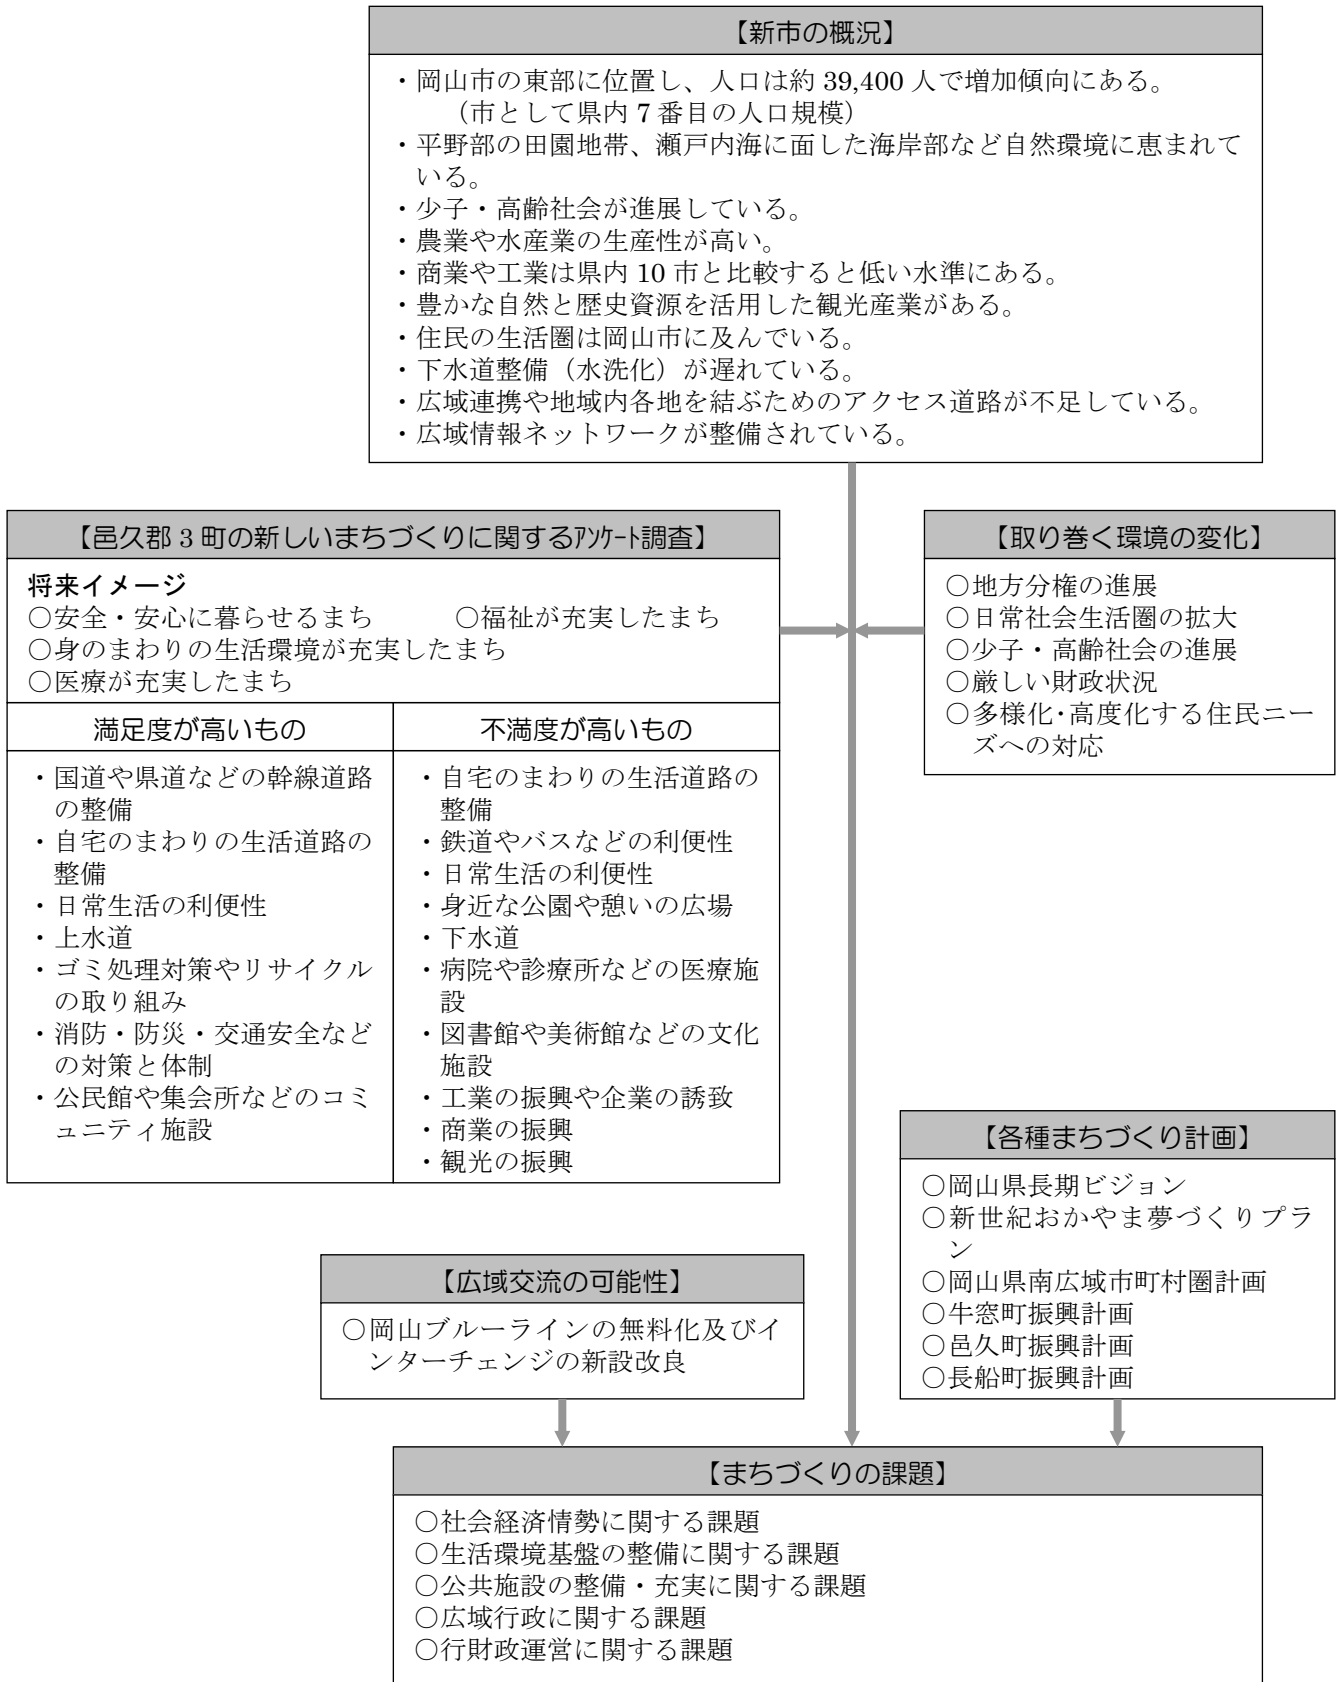 【新市の概況】
・岡山市の東部に位置し、人口は約 39,400 人で増加傾向にある。
（市として県内 7 番目の人口規模）
・平野部の田園地帯、瀬戸内海に面した海岸部など自然環境に恵まれて
いる。
・少子・高齢社会が進展している。
・農業や水産業の生産性が高い。
・商業や工業は県内 10 市と比較すると低い水準にある。
・豊かな自然と歴史資源を活用した観光産業がある。
・住民の生活圏は岡山市に及んでいる。
・下水道整備（水洗化）が遅れている。
・広域連携や地域内各地を結ぶためのアクセス道路が不足している。
・広域情報ネットワークが整備されている。
【邑久郡 3 町の新しいまちづくりに関するｱﾝｹｰﾄ調査】
将来イメージ
○安全・安心に暮らせるまち　○福祉が充実したまち
○身のまわりの生活環境が充実したまち
○医療が充実したまち
満足度が高いもの
・国道や県道などの幹線道路
の整備
・自宅のまわりの生活道路の
整備
・日常生活の利便性
・上水道
・ゴミ処理対策やリサイクル
の取り組み
・消防・防災・交通安全など
の対策と体制
・公民館や集会所などのコミ
ュニティ施設
不満度が高いもの
・自宅のまわりの生活道路の
整備
・鉄道やバスなどの利便性
・日常生活の利便性
・身近な公園や憩いの広場
・下水道
・病院や診療所などの医療施
設
・図書館や美術館などの文化
施設
・工業の振興や企業の誘致
・商業の振興
・観光の振興
【取り巻く環境の変化】
○地方分権の進展
○日常社会生活圏の拡大
○少子・高齢社会の進展
○厳しい財政状況
○多様化･高度化する住民ニー
ズへの対応
【各種まちづくり計画】
○岡山県長期ビジョン
○新世紀おかやま夢づくりプラ
ン
○岡山県南広域市町村圏計画
○牛窓町振興計画
○邑久町振興計画
○長船町振興計画
【広域交流の可能性】
○岡山ブルーラインの無料化及びイ
ンターチェンジの新設改良
【まちづくりの課題】
○社会経済情勢に関する課題
○生活環境基盤の整備に関する課題
○公共施設の整備・充実に関する課題
○広域行政に関する課題
○行財政運営に関する課題